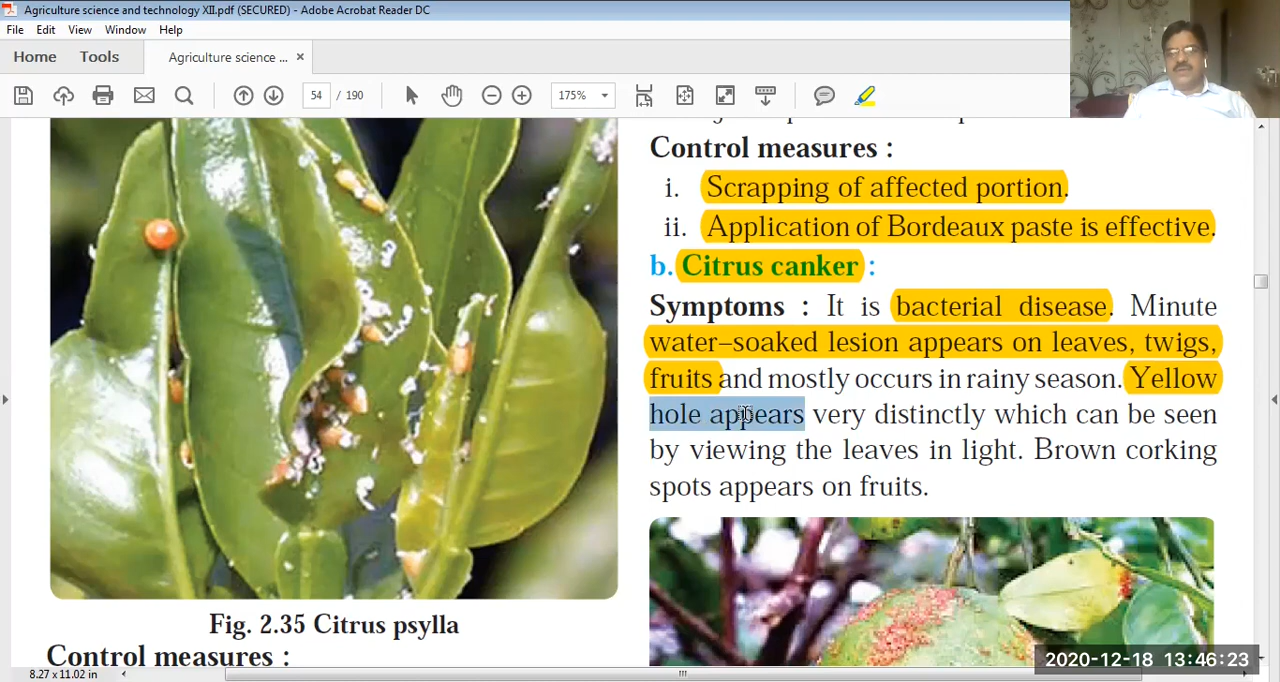 Agriculture science and technology XII.pdf (SECURED) - Adobe Acrobat Reader DC
File Edit View Window Help
Home Tools Agriculture science ... ×
54 / 190 175%
Control measures :
i. Scrapping of affected portion.
ii. Application of Bordeaux paste is effective.
b. Citrus canker :
Symptoms : It is bacterial disease. Minute
water–soaked lesion appears on leaves, twigs,
fruits and mostly occurs in rainy season. Yellow
hole appears very distinctly which can be seen
by viewing the leaves in light. Brown corking
spots appears on fruits.
Fig. 2.35 Citrus psylla
Control measures :
8.27 x 11.02 in
2020-12-18 13:46:23